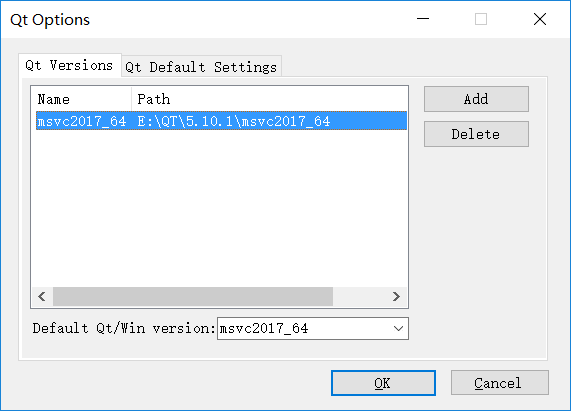 Qt Options
Qt Versions Qt Default Settings
Name Path Add
msvc2017_64 E:\QT\5.10.1\msvc2017_64
Delete
Default Qt/Win version: msvc2017_64
OK Cancel